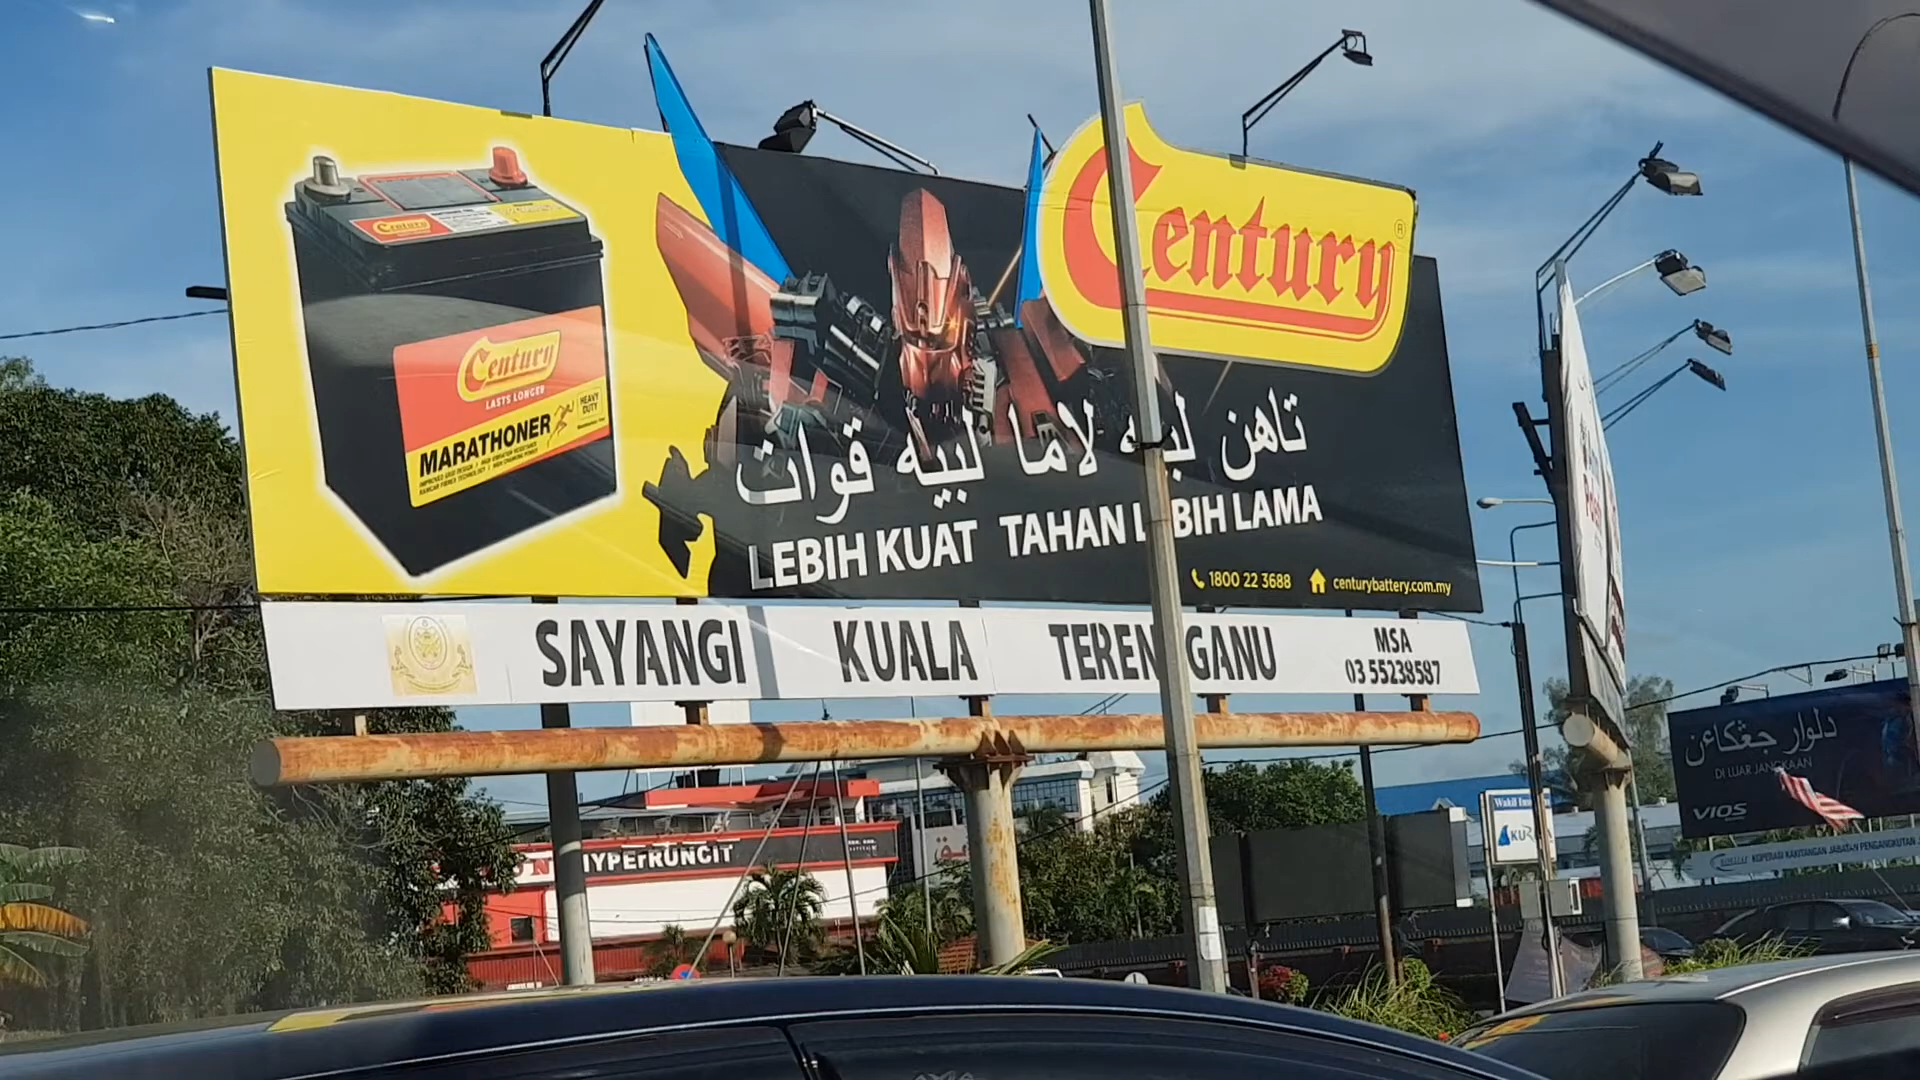 Century
Century
LASTS LONGER
MARATHONER
HEAVY DUTY
Century
تاهن لبيه لاما لبيه قوات
LEBIH KUAT TAHAN LEBIH LAMA
1800 22 3688 centurybattery.com.my
SAYANGI KUALA TERENGGANU
MSA
03 55238587
HYPERRUNCIT
دلوار جڠكاءن
DI LUAR JANGKAAN
VIOS
KOPERASI KAKITANGAN JABATAN PENGANGKUTAN